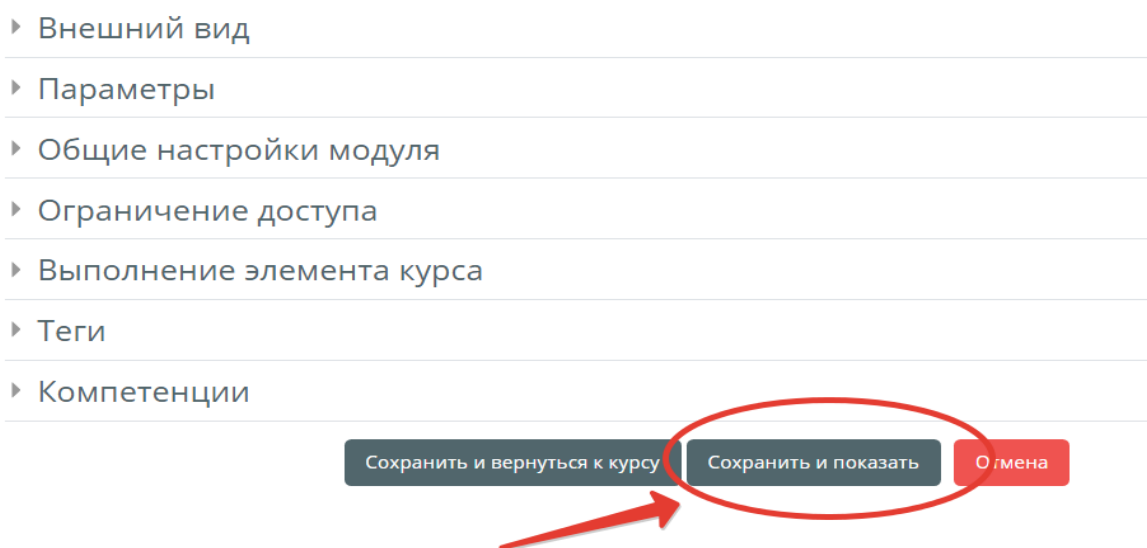 Внешний вид
Параметры
Общие настройки модуля
Ограничение доступа
Выполнение элемента курса
Теги
Компетенции
Сохранить и вернуться к курсу Сохранить и показать Отмена